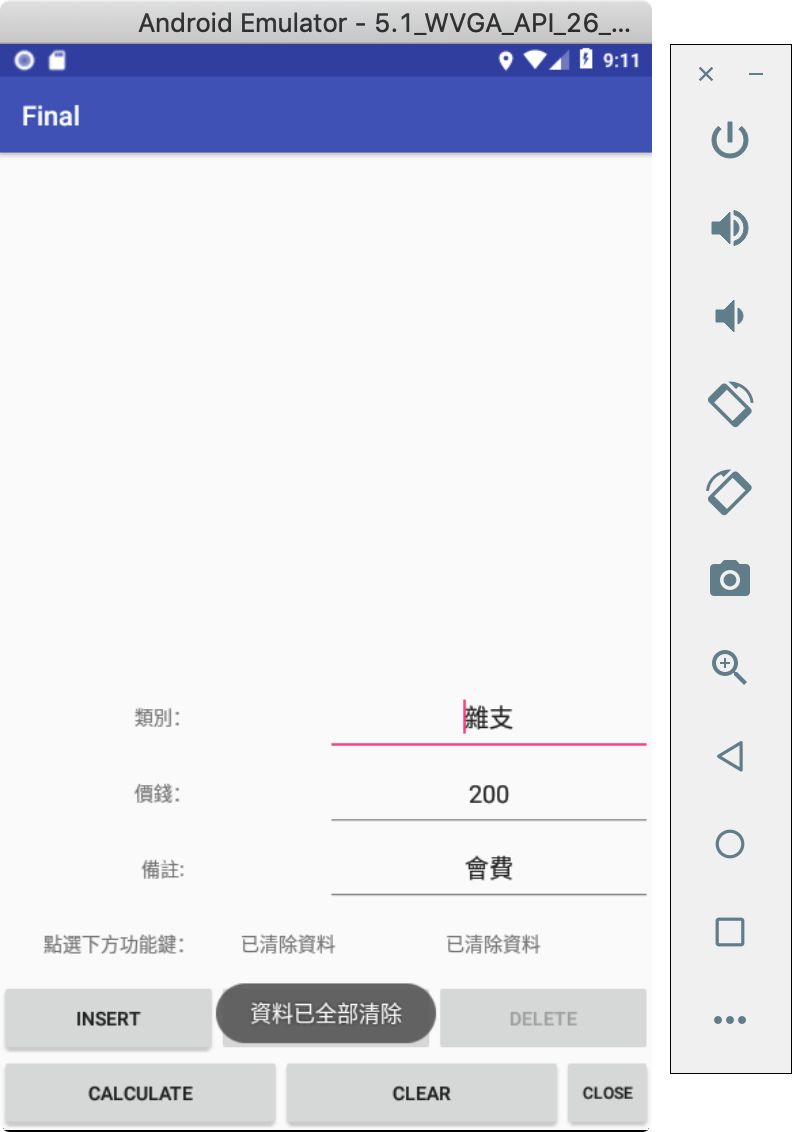 Android Emulator - 5.1_WVGA_API_26_...
9:11
Final
類別：
雜支
價錢：
200
備註：
會費
點選下方功能鍵： 已清除資料 已清除資料
INSERT 資料已全部清除 DELETE
CALCULATE CLEAR CLOSE